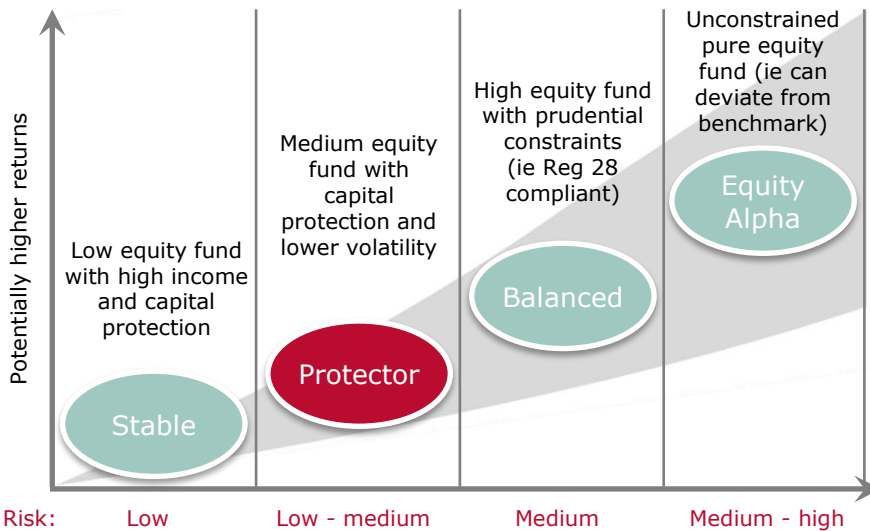 Potentially higher returns
Low equity fund
with high income
and capital
protection
Stable
Medium equity
fund with
capital
protection and
lower volatility
Protector
High equity fund
with prudential
constraints
(ie Reg 28
compliant)
Balanced
Unconstrained
pure equity
fund (ie can
deviate from
benchmark)
Equity
Alpha
Risk: Low Low - medium Medium Medium - high